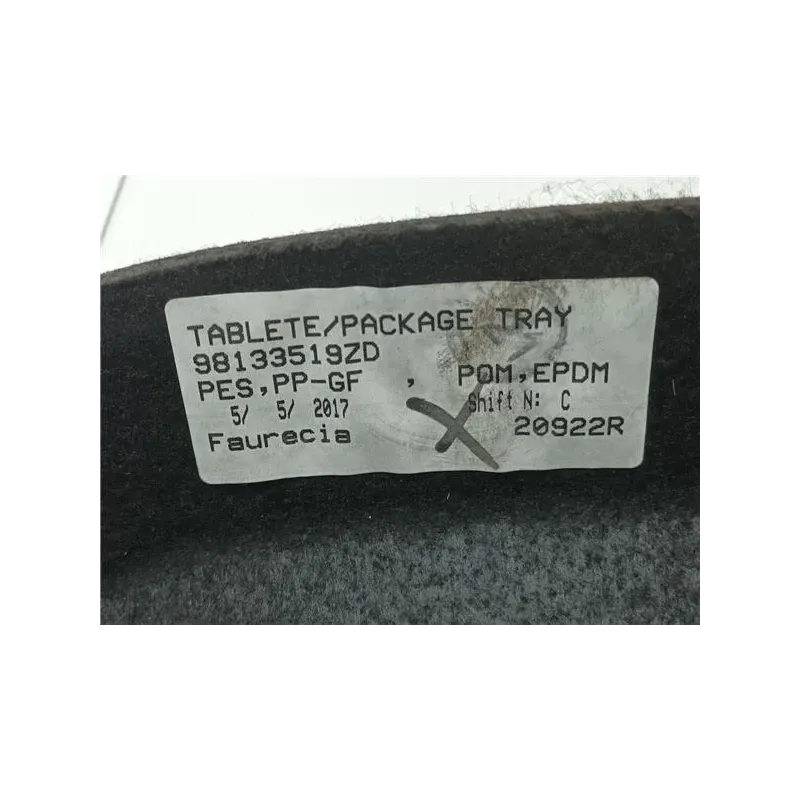 TABLETE/PACKAGE TRAY
98133519ZD
PES,PP-GF , POM,EPDM
5/ 5/ 2017 Shift N: C
Faurecia 20922R